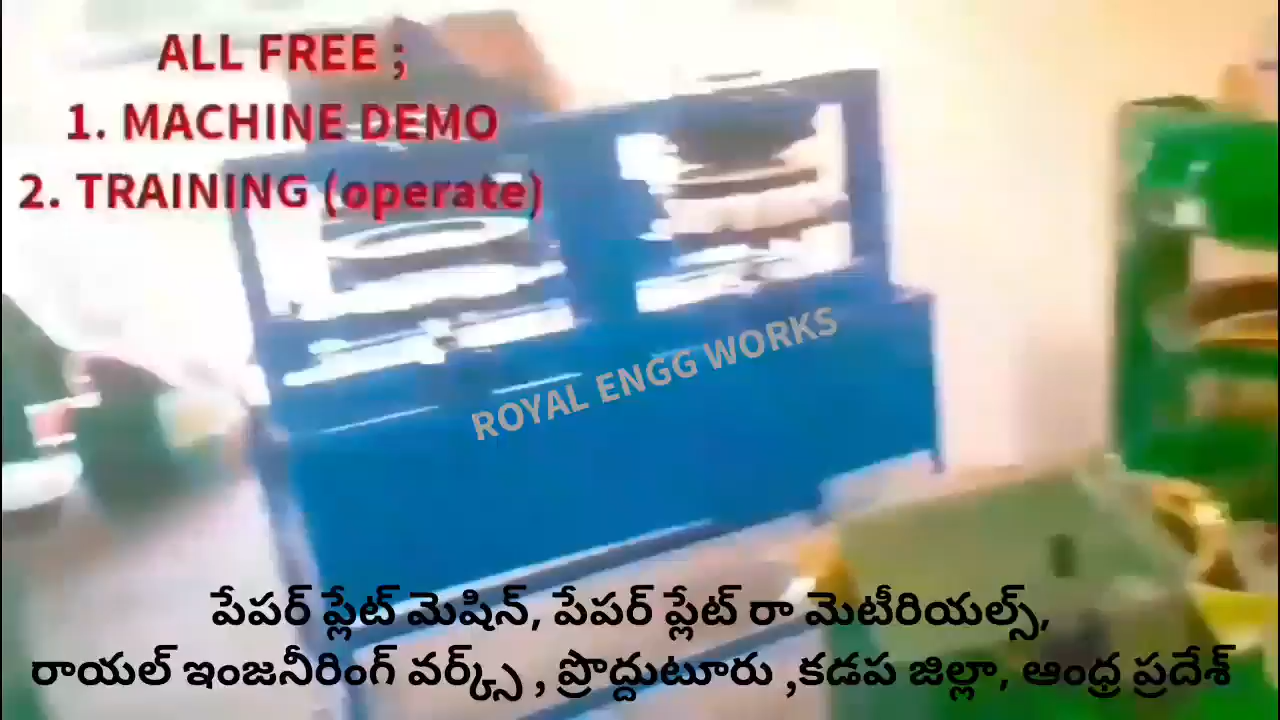 ALL FREE ;
1. MACHINE DEMO
2. TRAINING (operate)
ROYAL ENGG WORKS
పేపర్ ప్లేట్ మెషిన్, పేపర్ ప్లేట్ రా మెటీరియల్స్,
రాయల్ ఇంజనీరింగ్ వర్క్స్ , ప్రొద్దుటూరు ,కడప జిల్లా, ఆంధ్ర ప్రదేశ్